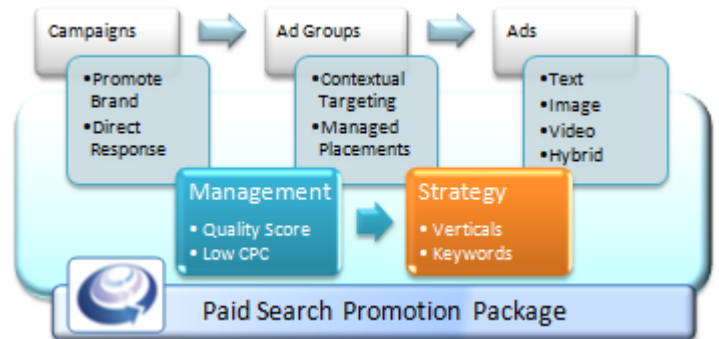 Campaigns
Ad Groups
Ads
•Promote
Brand
•Direct
Response
•Contextual
Targeting
•Managed
Placements
•Text
•Image
•Video
•Hybrid
Management
• Quality Score
• Low CPC
Strategy
• Verticals
• Keywords
Paid Search Promotion Package